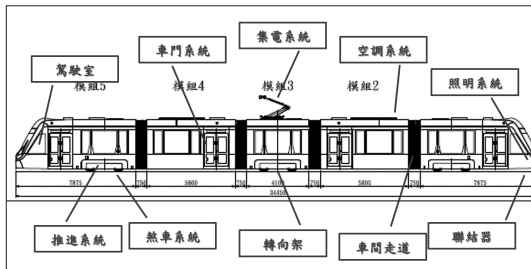 集電系統
車門系統
空調系統
駕駛室
照明系統
模組5
模組4
模組3
模組2
7875
750
5800
750
4100
750
5800
750
7875
34450
推進系統
煞車系統
轉向架
車間走道
聯結器